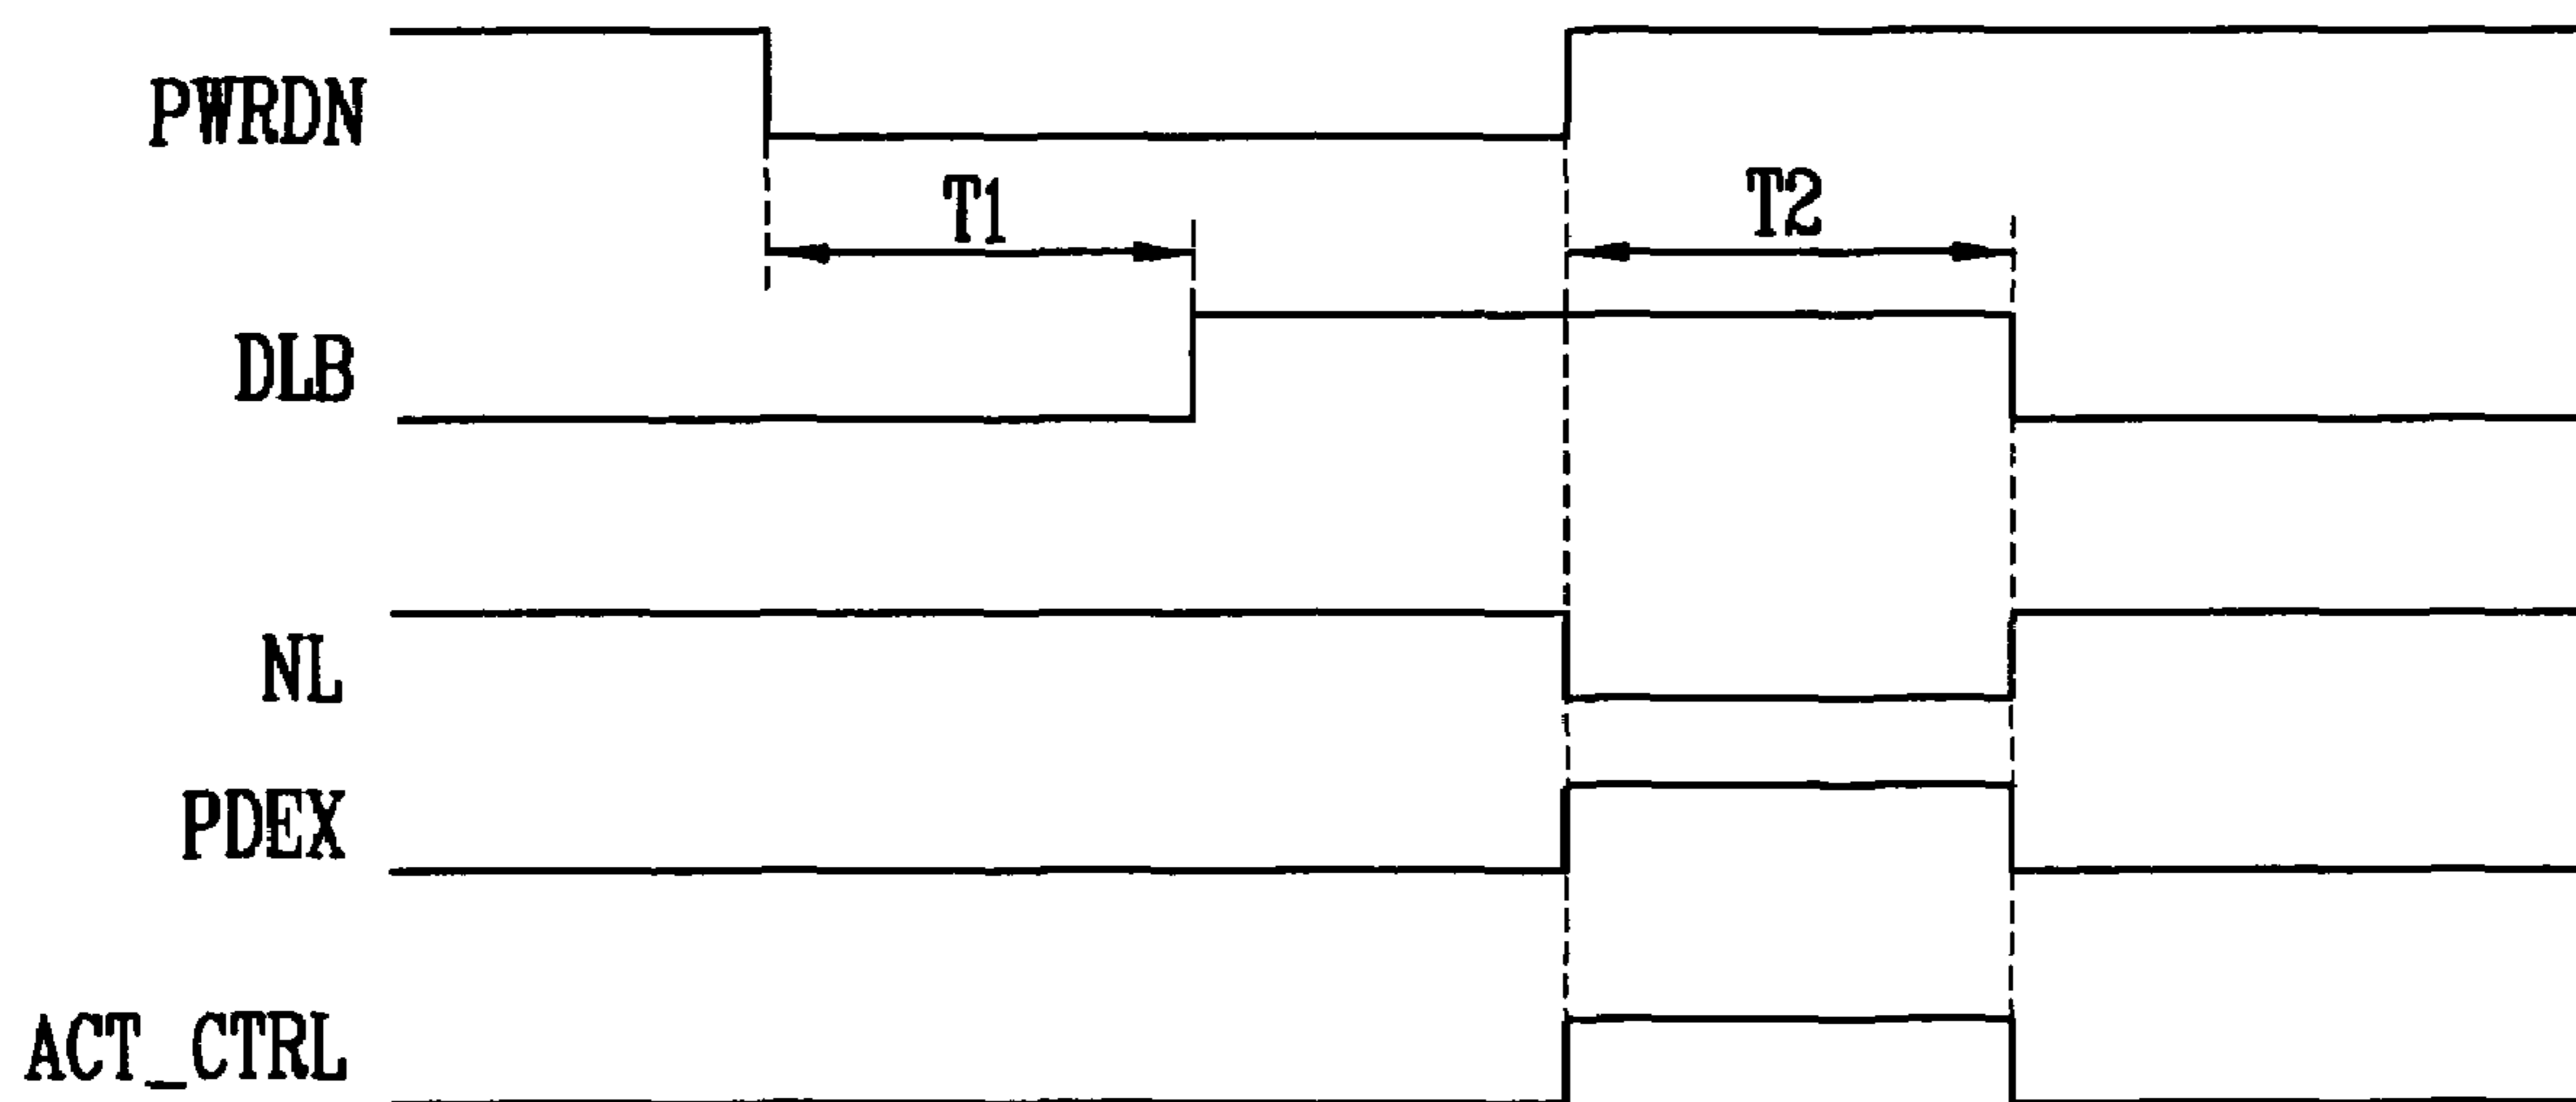 PWRDN
T1
T2
DLB
NL
PDEX
ACT_CTRL